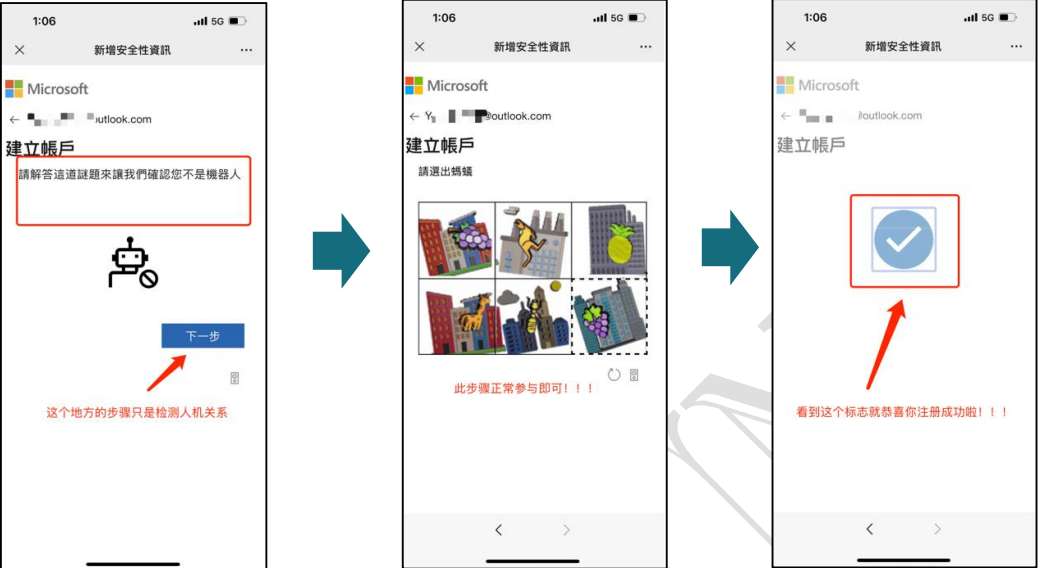 1:06
5G
新增安全性資訊
Microsoft
outlook.com
建立帳戶
請解答這道謎題來讓我們確認您不是機器人
下一步
这个地方的步骤只是检测人机关系
1:06
5G
新增安全性資訊
Microsoft
@outlook.com
建立帳戶
請選出螞蟻
此步骤正常参与即可！！！
1:06
5G
新增安全性資訊
Microsoft
outlook.com
建立帳戶
看到这个标志就恭喜你注册成功啦！！！